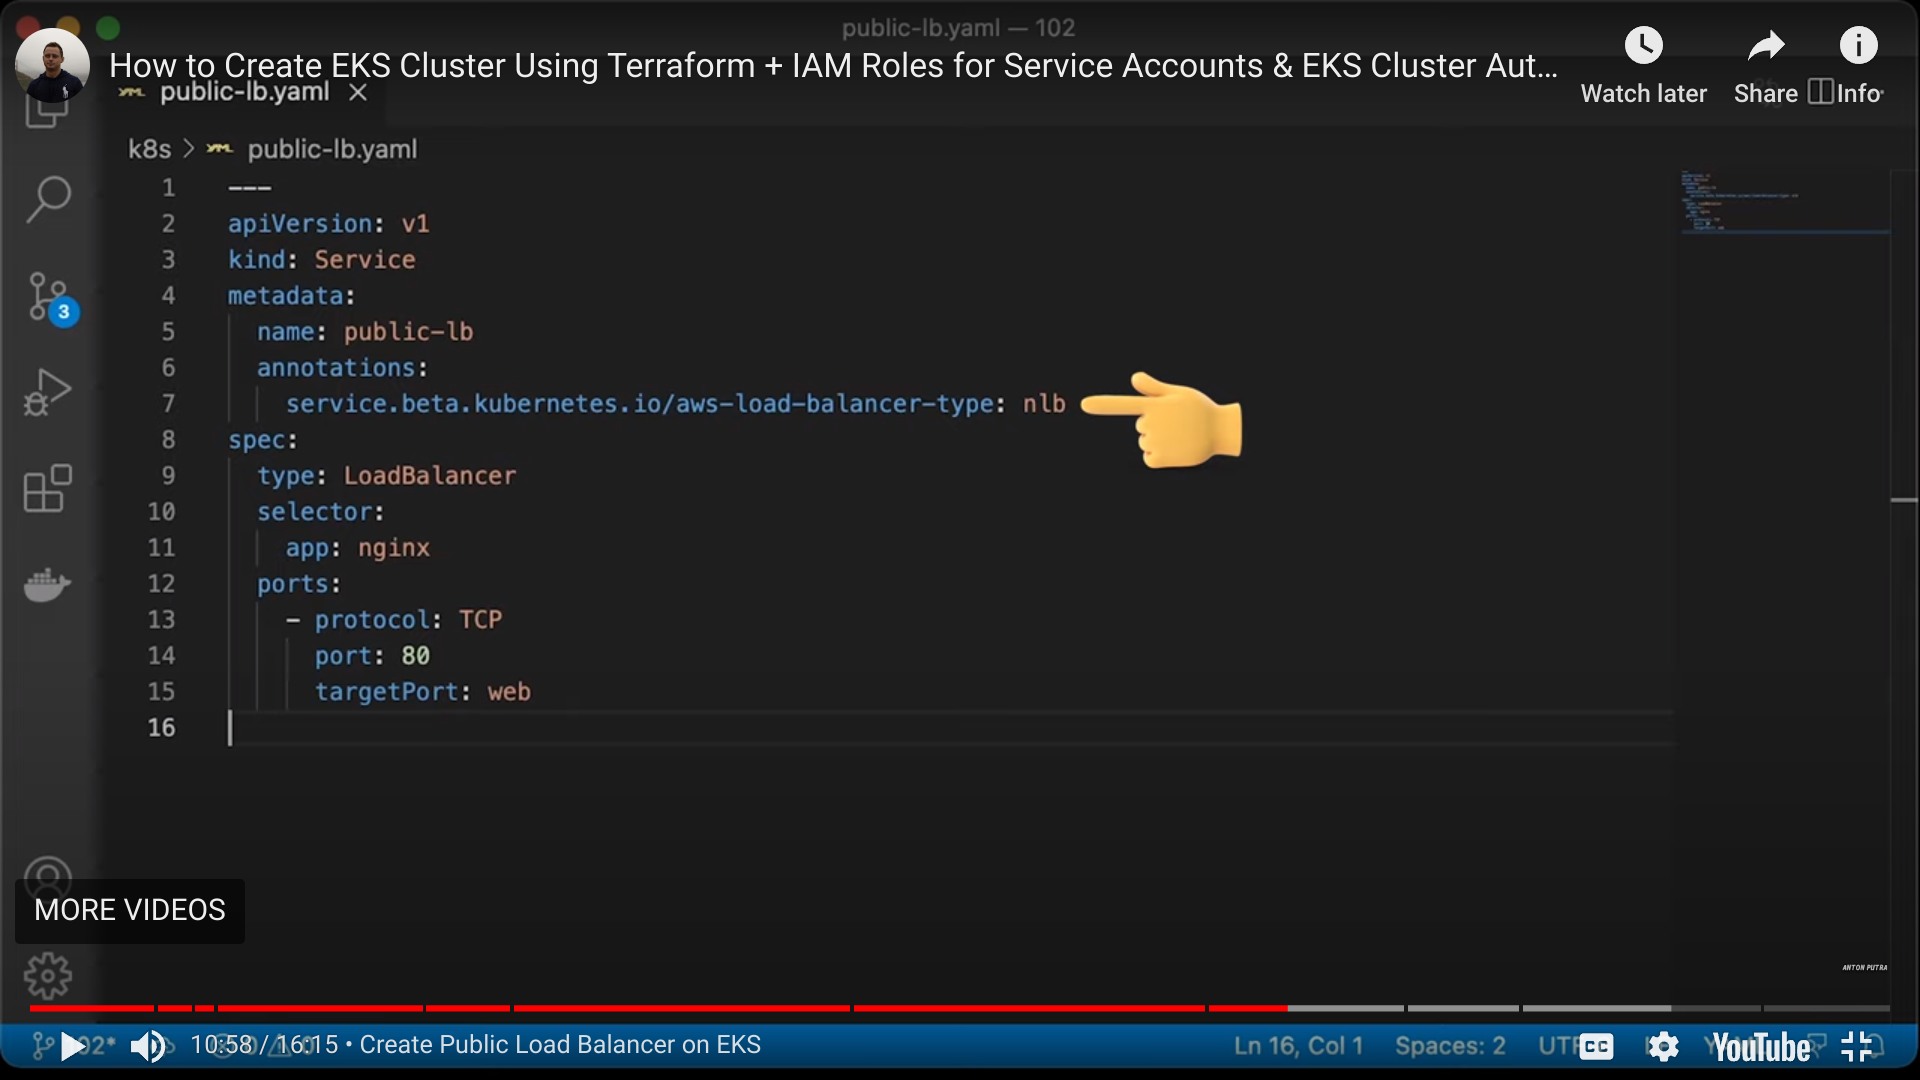 public-lb.yaml — 102
How to Create EKS Cluster Using Terraform + IAM Roles for Service Accounts & EKS Cluster Aut...
Watch later
Share
Info
public-lb.yaml
k8s > public-lb.yaml
1 ---
2 apiVersion: v1
3 kind: Service
4 metadata:
5 name: public-lb
6 annotations:
7 service.beta.kubernetes.io/aws-load-balancer-type: nlb
8 spec:
9 type: LoadBalancer
10 selector:
11 app: nginx
12 ports:
13 - protocol: TCP
14 port: 80
15 targetPort: web
16
3
MORE VIDEOS
ANTON PUTRA
10:58 / 16:15 • Create Public Load Balancer on EKS
Ln 16, Col 1
Spaces: 2
CC
YouTube